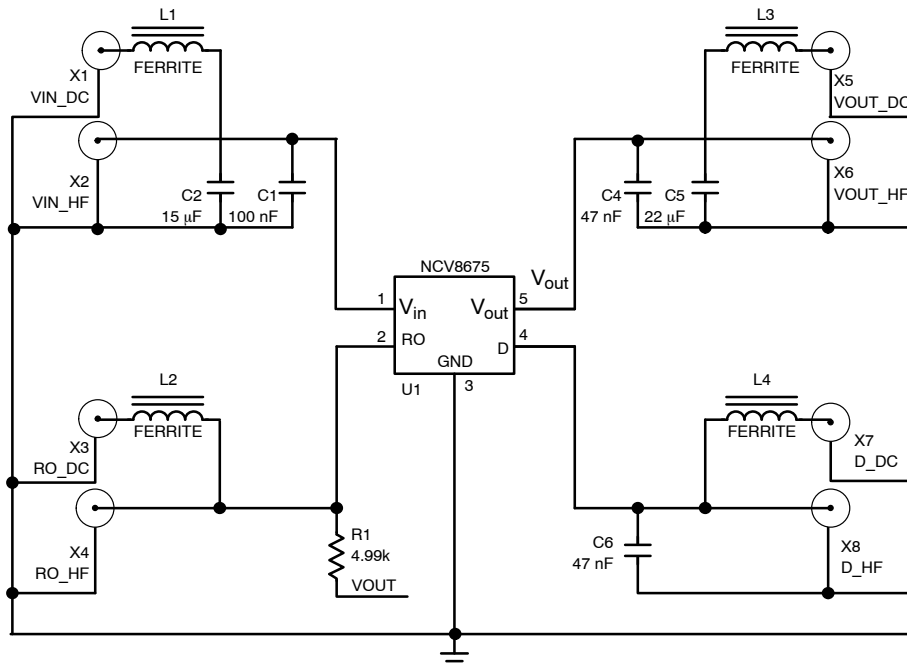 L1
FERRITE
X1
VIN_DC
X2
VIN_HF
C2
15 μF
C1
100 nF
L3
FERRITE
X5
VOUT_DC
X6
VOUT_HF
C4
47 nF
C5
22 μF
NCV8675
Vout
1
Vin
Vout
5
2
RO
D
4
GND
U1
3
L2
FERRITE
X3
RO_DC
X4
RO_HF
R1
4.99k
VOUT
L4
FERRITE
X7
D_DC
C6
47 nF
X8
D_HF